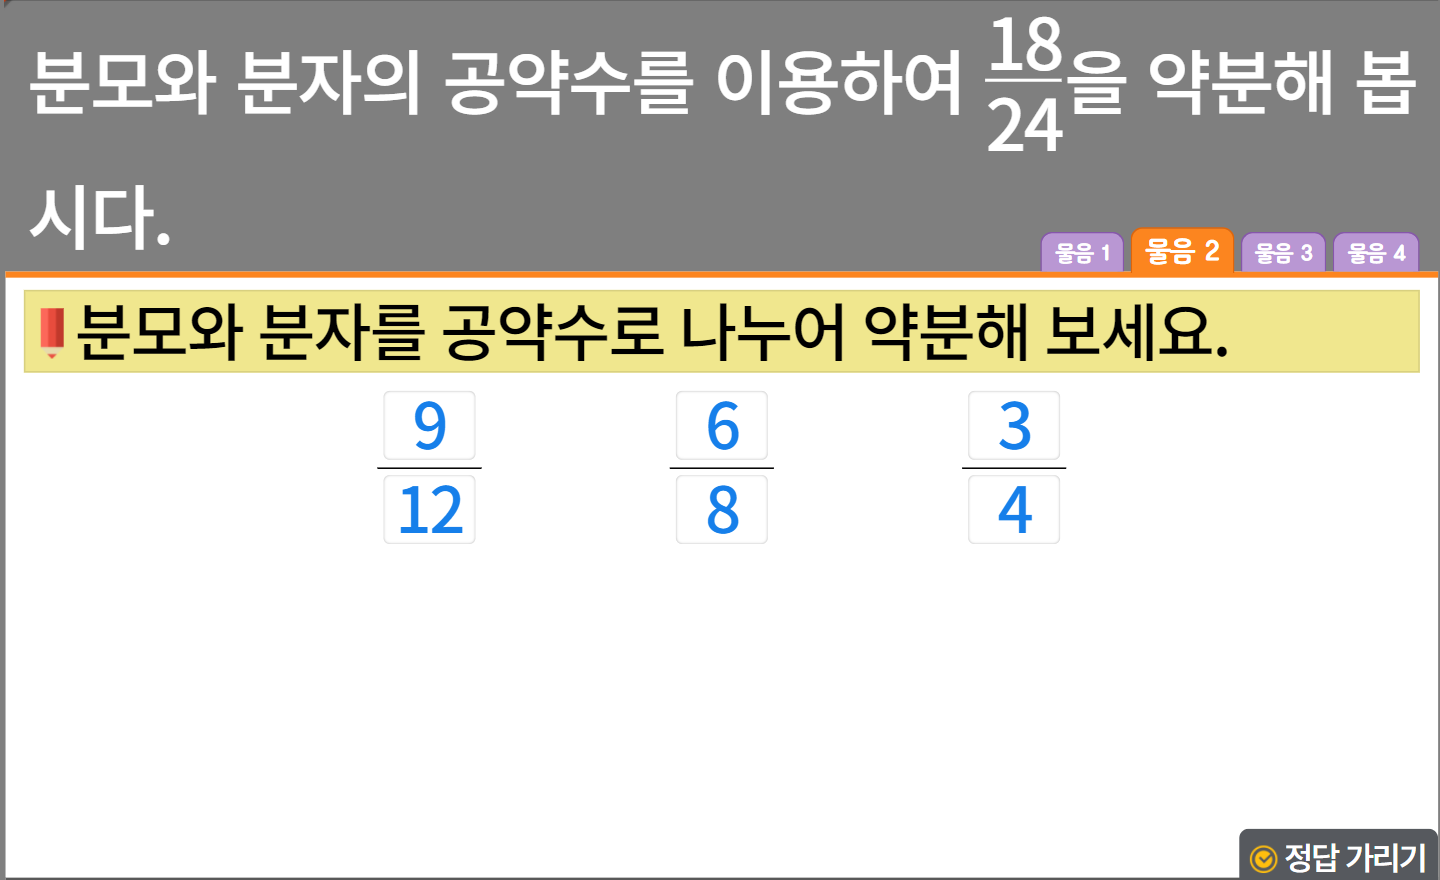 분모와 분자의 공약수를 이용하여 18/24을 약분해 봅
시다.
물음 1 물음 2 물음 3 물음 4
분모와 분자를 공약수로 나누어 약분해 보세요.
9 6 3
12 8 4
정답 가리기